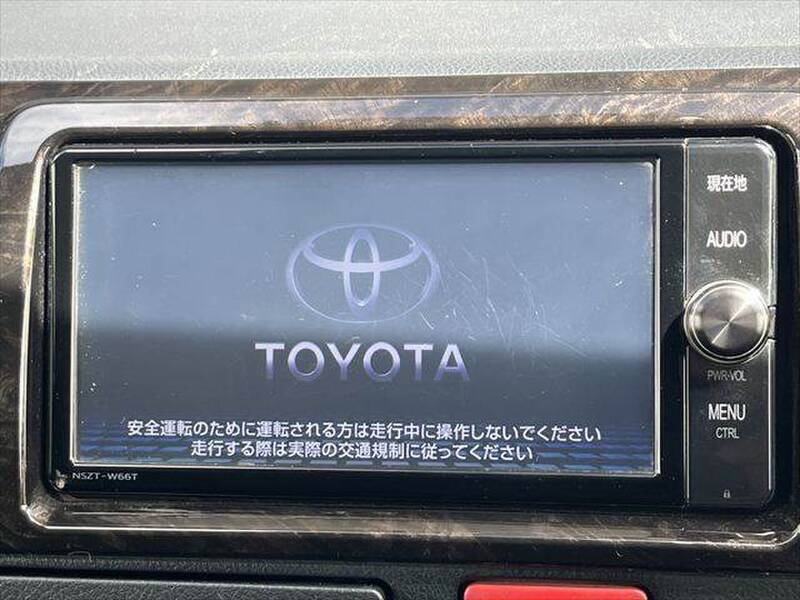 現在地
AUDIO
TOYOTA
PWR·VOL
MENU
CTRL
安全運転のために運転される方は走行中に操作しないでください
走行する際は実際の交通規制に従ってください
NSZT-W66T